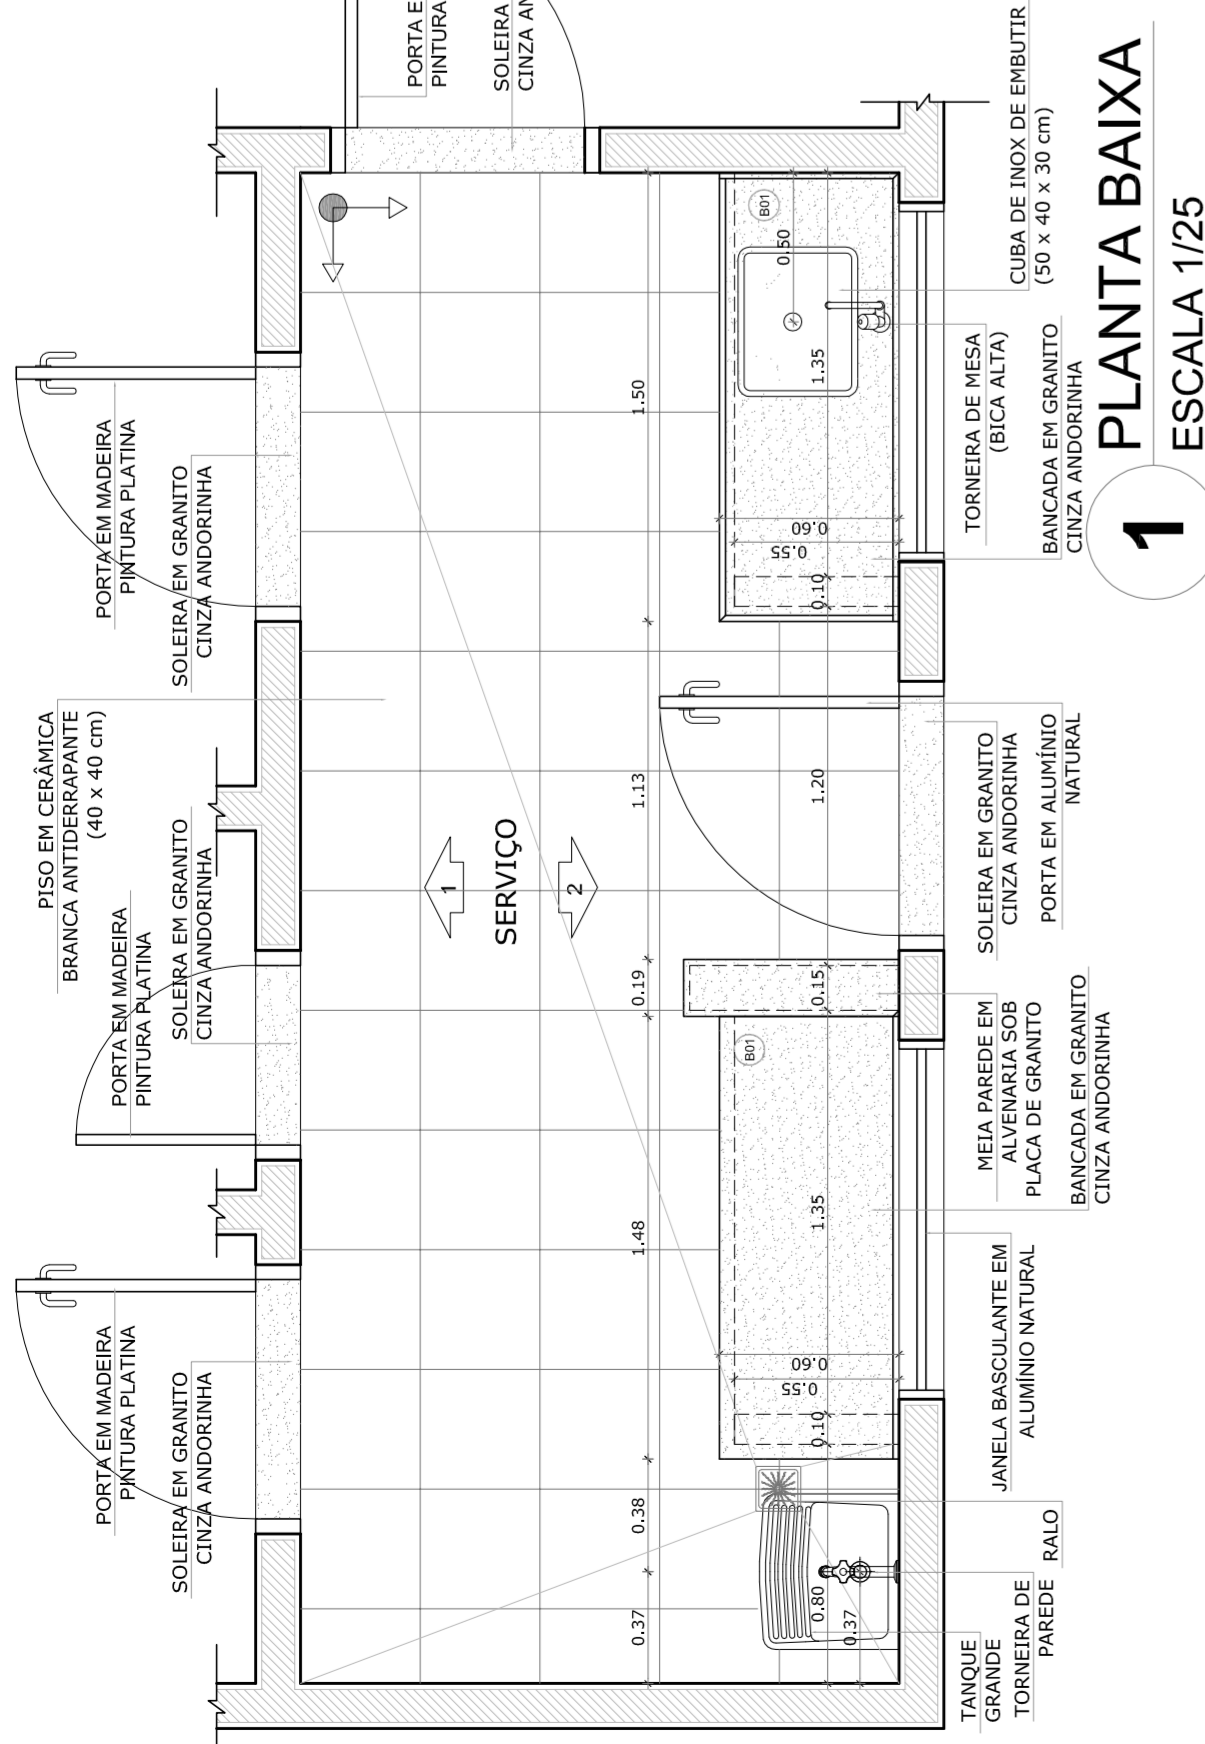 PORTA E
PINTURA
SOLEIRA
CINZA AN
CUBA DE INOX DE EMBUTIR
(50 x 40 x 30 cm)
PORTA EM MADEIRA
PINTURA PLATINA
SOLEIRA EM GRANITO
CINZA ANDORINHA
B01
0.50
1.35
1.50
0.60
0.55
0.10
TORNEIRA DE MESA
(BICA ALTA)
BANCADA EM GRANITO
CINZA ANDORINHA
PISO EM CERÂMICA
BRANCA ANTIDERRAPANTE
(40 x 40 cm)
PORTA EM MADEIRA
PINTURA PLATINA
SOLEIRA EM GRANITO
CINZA ANDORINHA
1
SERVIÇO
2
1.13
1.20
SOLEIRA EM GRANITO
CINZA ANDORINHA
PORTA EM ALUMÍNIO
NATURAL
0.19
0.15
B01
MEIA PAREDE EM
ALVENARIA SOB
PLACA DE GRANITO
BANCADA EM GRANITO
CINZA ANDORINHA
1.48
1.35
0.60
0.55
0.10
PORTA EM MADEIRA
PINTURA PLATINA
SOLEIRA EM GRANITO
CINZA ANDORINHA
JANELA BASCULANTE EM
ALUMÍNIO NATURAL
0.38
0.37
0.80
0.37
RALO
TANQUE
GRANDE
TORNEIRA DE
PAREDE
1
PLANTA BAIXA
ESCALA 1/25